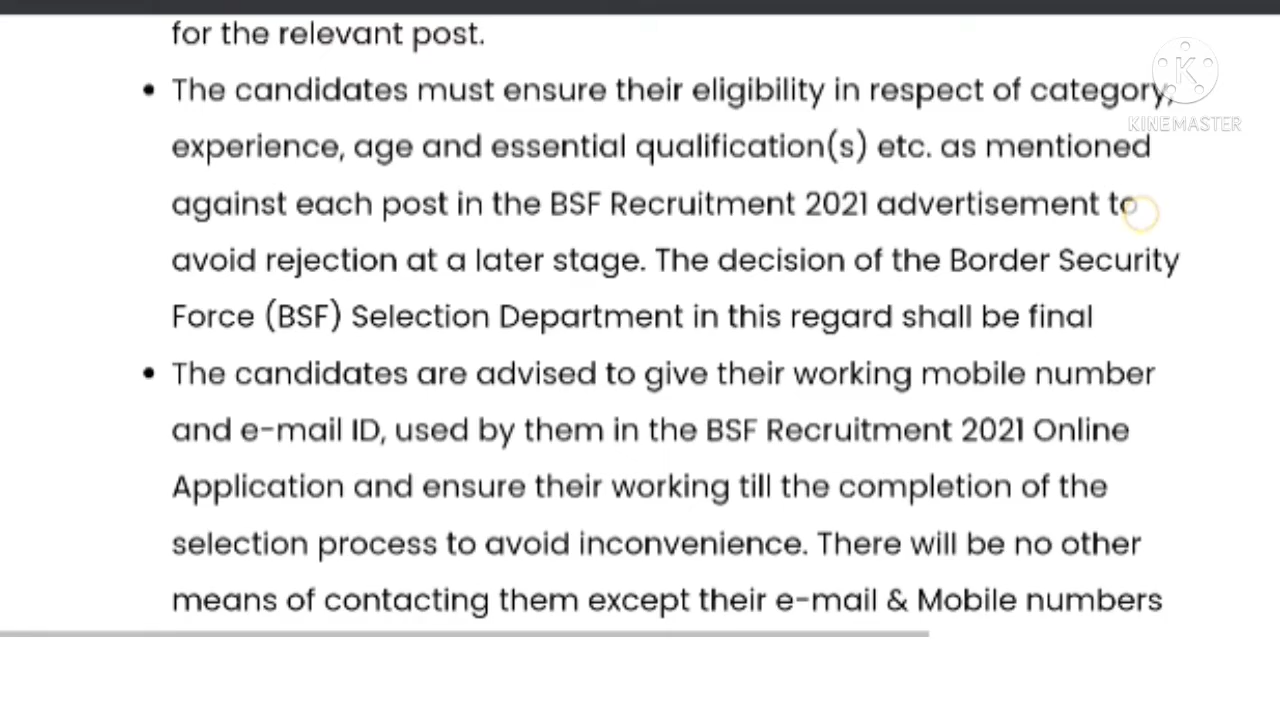 for the relevant post.
• The candidates must ensure their eligibility in respect of category,
experience, age and essential qualification(s) etc. as mentioned
against each post in the BSF Recruitment 2021 advertisement to
avoid rejection at a later stage. The decision of the Border Security
Force (BSF) Selection Department in this regard shall be final
• The candidates are advised to give their working mobile number
and e-mail ID, used by them in the BSF Recruitment 2021 Online
Application and ensure their working till the completion of the
selection process to avoid inconvenience. There will be no other
means of contacting them except their e-mail & Mobile numbers
K
KINEMASTER